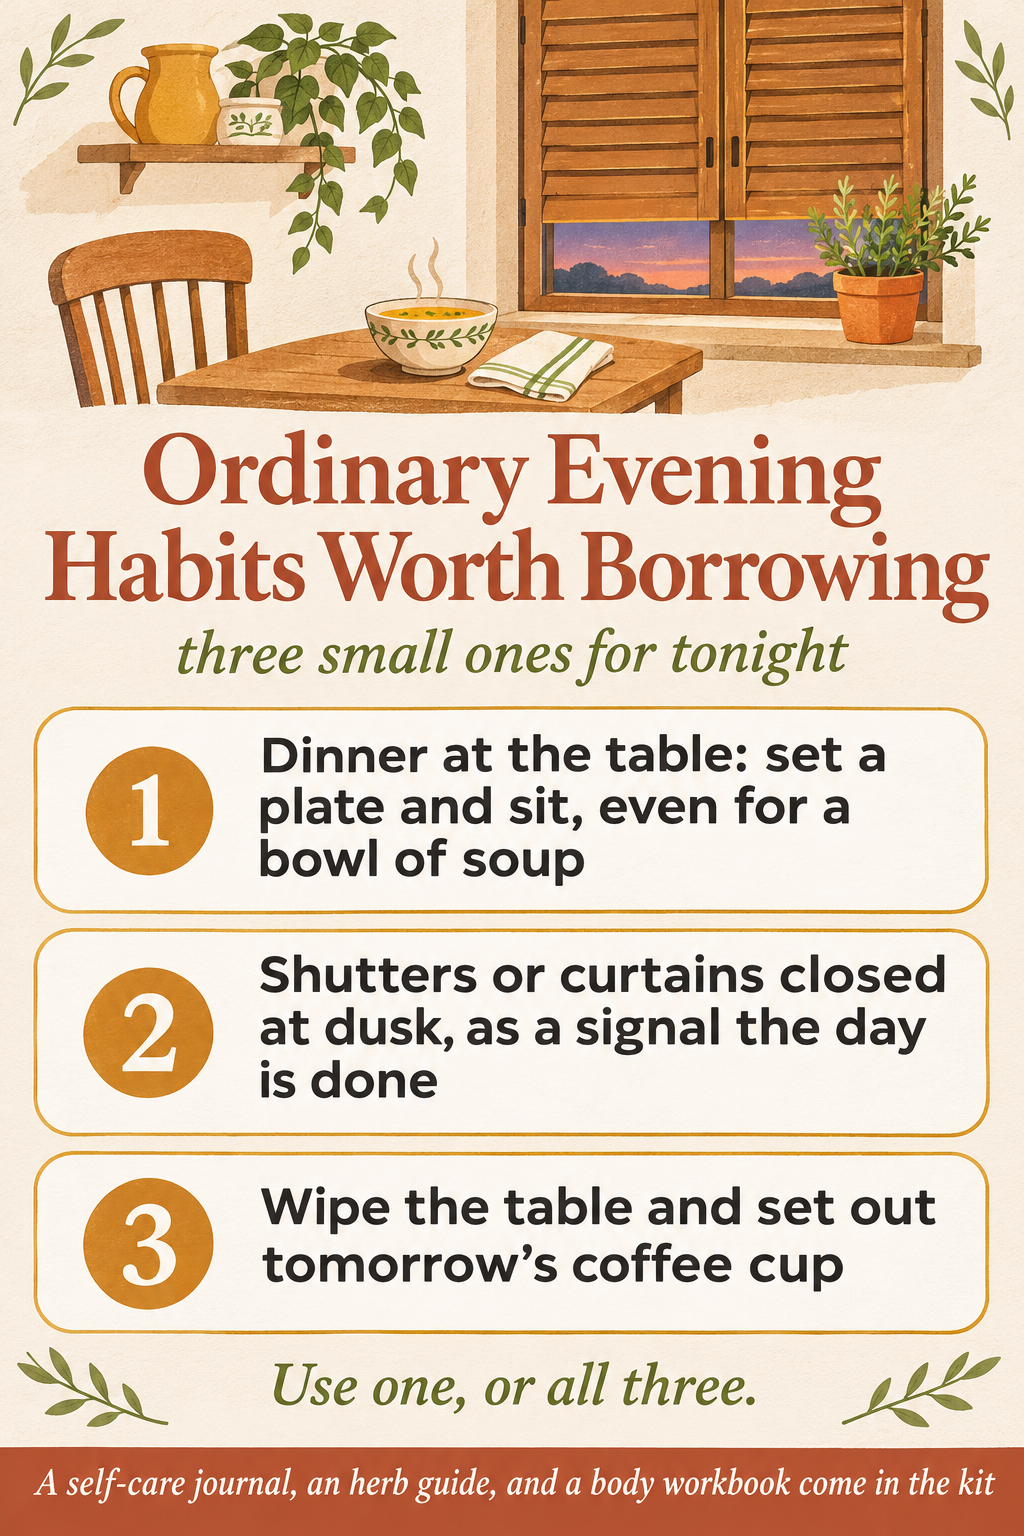 Ordinary Evening
Habits Worth Borrowing
three small ones for tonight
1
Dinner at the table: set a
plate and sit, even for a
bowl of soup
2
Shutters or curtains closed
at dusk, as a signal the day
is done
3
Wipe the table and set out
tomorrow’s coffee cup
Use one, or all three.
A self-care journal, an herb guide, and a body workbook come in the kit